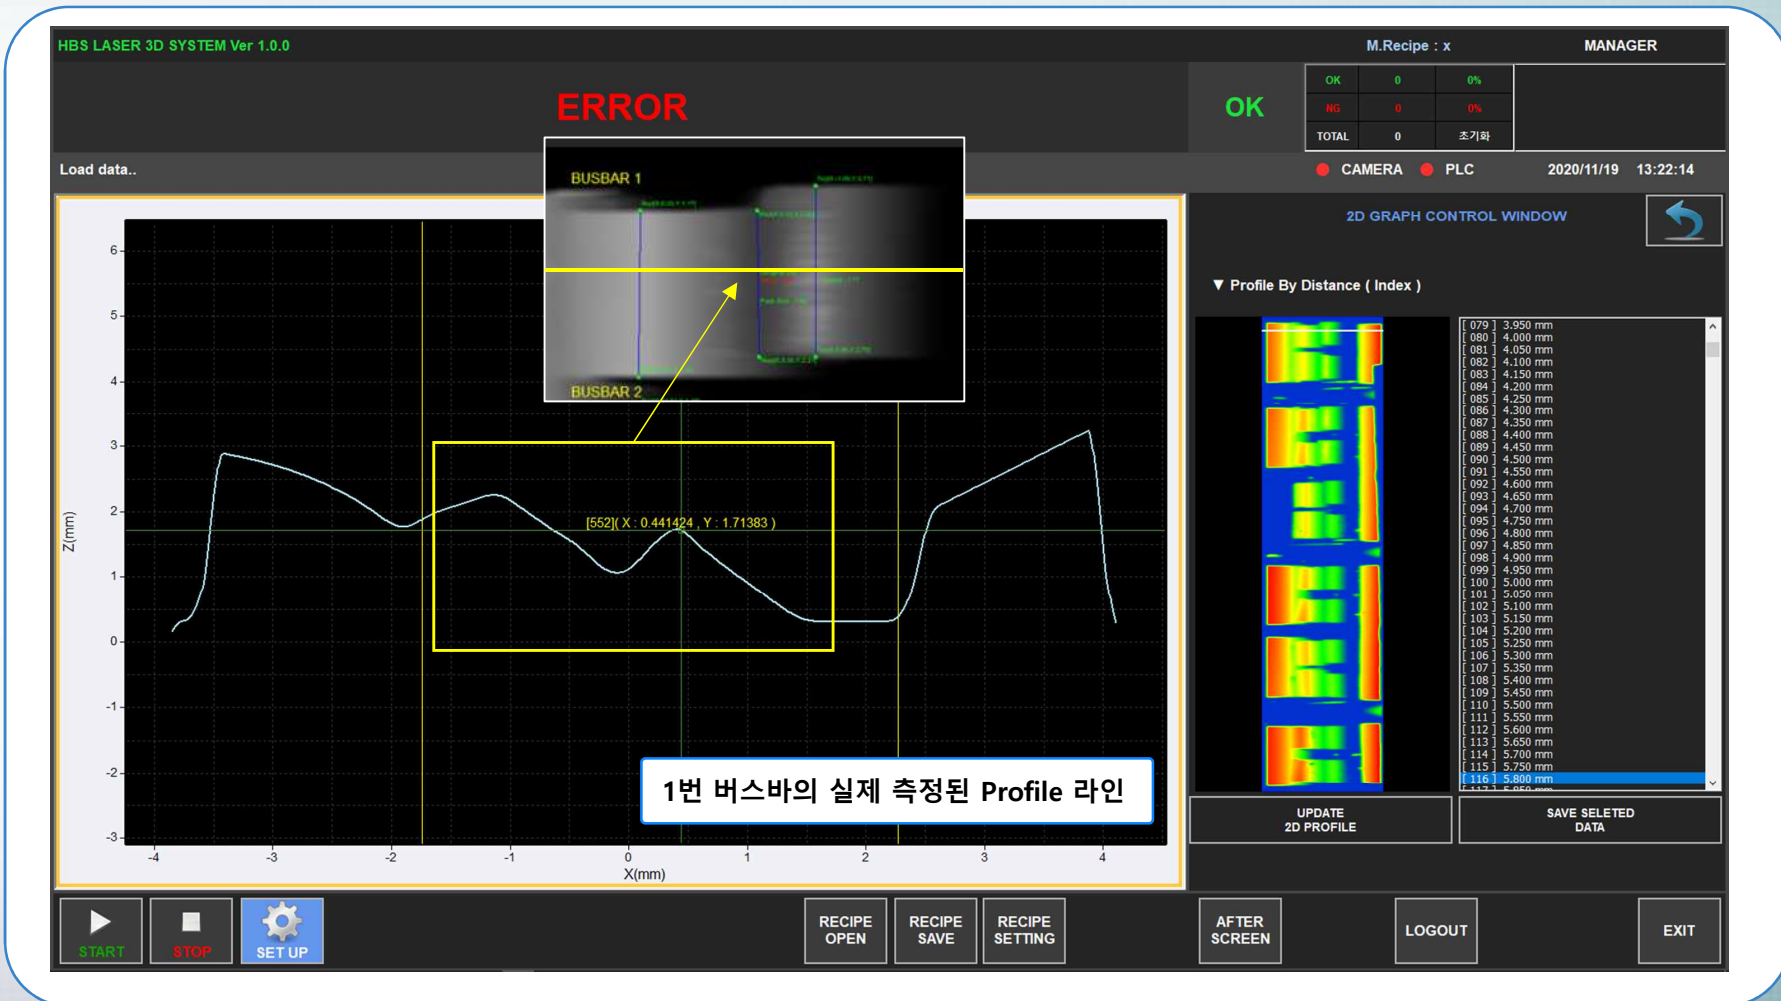 HBS LASER 3D SYSTEM Ver 1.0.0
M.Recipe : x
MANAGER
ERROR
OK
OK 0 0%
NG 0 0%
TOTAL 0 초기화
Load data..
CAMERA
PLC
2020/11/19 13:22:14
BUSBAR 1
BUSBAR 2
2D GRAPH CONTROL WINDOW
▼ Profile By Distance ( Index )
6
5
4
3
2
1
0
-1
-2
-3
Z(mm)
[552]( X : 0.441424 , Y : 1.71383 )
1번 버스바의 실제 측정된 Profile 라인
-4 -3 -2 -1 0 1 2 3 4
X(mm)
[ 079 ] 3.950 mm
[ 080 ] 4.000 mm
[ 081 ] 4.050 mm
[ 082 ] 4.100 mm
[ 083 ] 4.150 mm
[ 084 ] 4.200 mm
[ 085 ] 4.250 mm
[ 086 ] 4.300 mm
[ 087 ] 4.350 mm
[ 088 ] 4.400 mm
[ 089 ] 4.450 mm
[ 090 ] 4.500 mm
[ 091 ] 4.550 mm
[ 092 ] 4.600 mm
[ 093 ] 4.650 mm
[ 094 ] 4.700 mm
[ 095 ] 4.750 mm
[ 096 ] 4.800 mm
[ 097 ] 4.850 mm
[ 098 ] 4.900 mm
[ 099 ] 4.950 mm
[ 100 ] 5.000 mm
[ 101 ] 5.050 mm
[ 102 ] 5.100 mm
[ 103 ] 5.150 mm
[ 104 ] 5.200 mm
[ 105 ] 5.250 mm
[ 106 ] 5.300 mm
[ 107 ] 5.350 mm
[ 108 ] 5.400 mm
[ 109 ] 5.450 mm
[ 110 ] 5.500 mm
[ 111 ] 5.550 mm
[ 112 ] 5.600 mm
[ 113 ] 5.650 mm
[ 114 ] 5.700 mm
[ 115 ] 5.750 mm
[ 116 ] 5.800 mm
[ 117 ] 5.850 mm
UPDATE
2D PROFILE
SAVE SELETED
DATA
START
STOP
SET UP
RECIPE
OPEN
RECIPE
SAVE
RECIPE
SETTING
AFTER
SCREEN
LOGOUT
EXIT